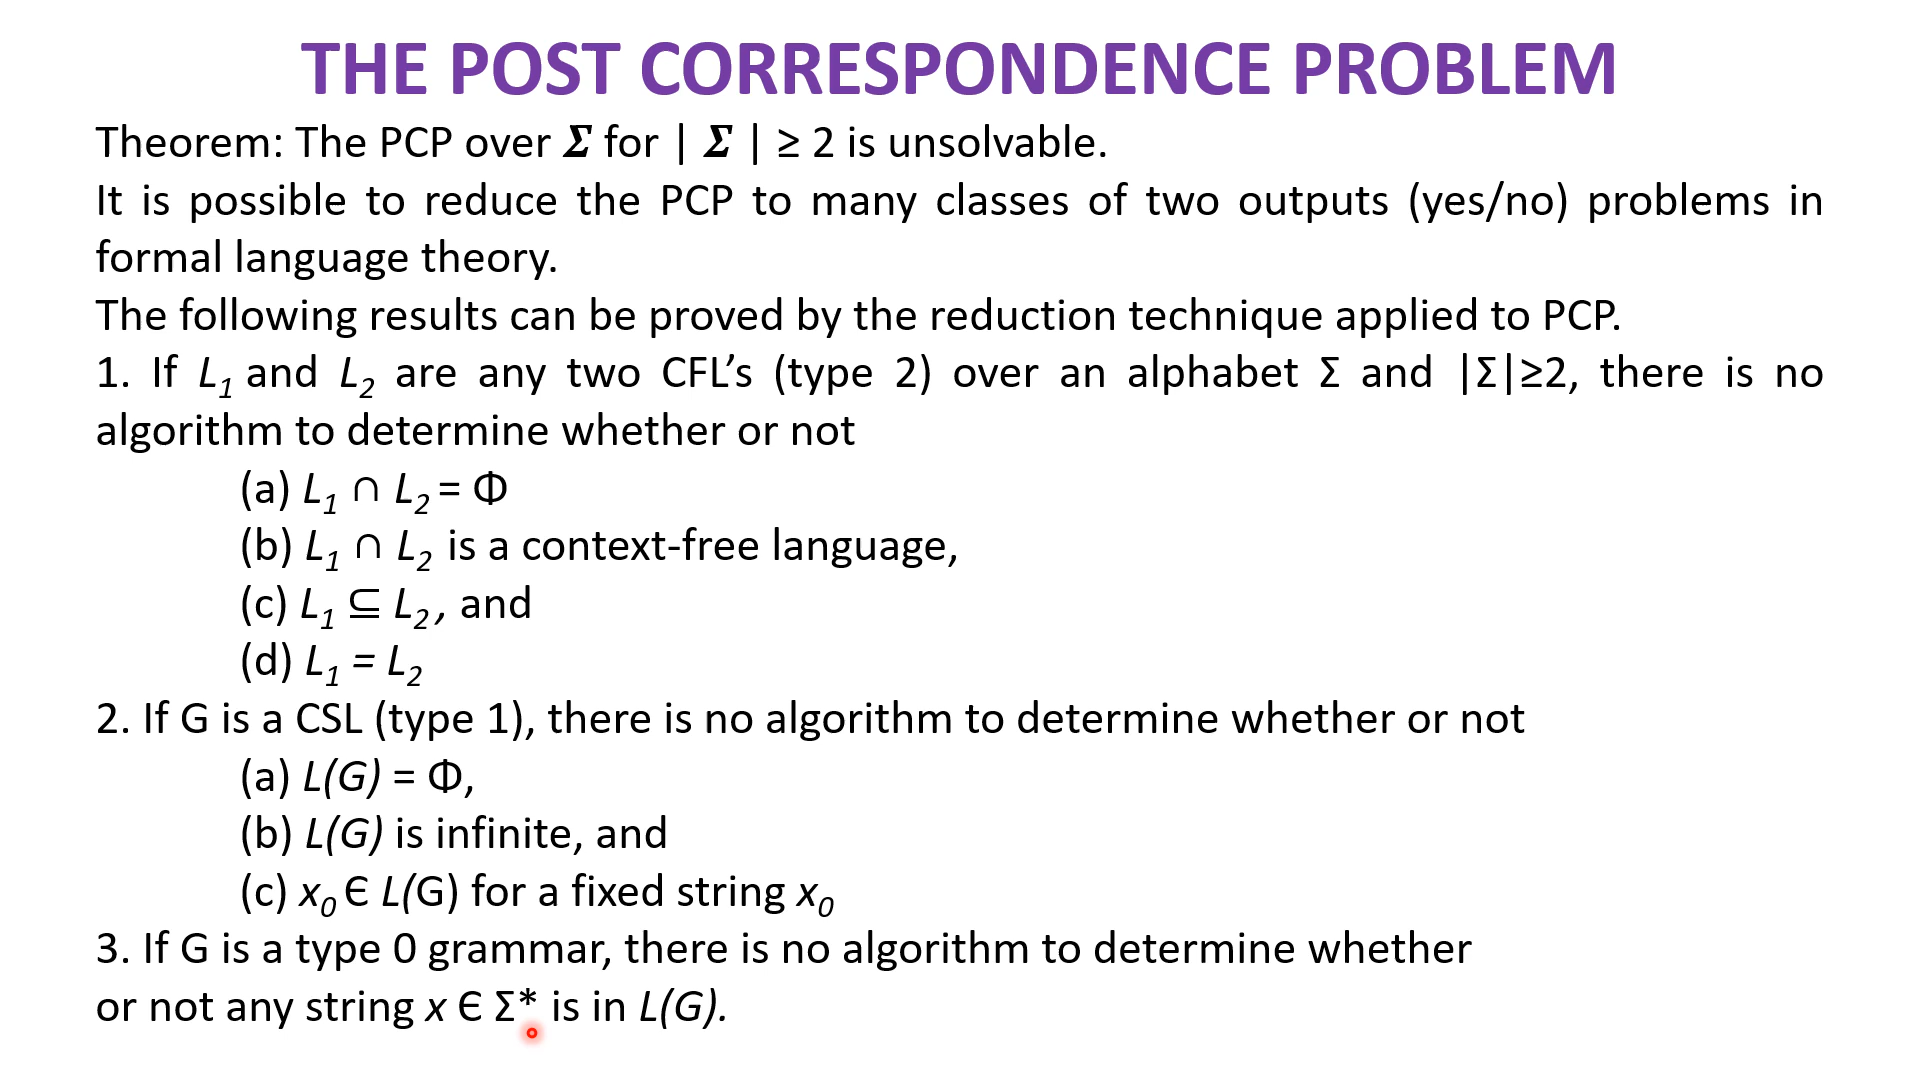 THE POST CORRESPONDENCE PROBLEM
Theorem: The PCP over Σ for | Σ | ≥ 2 is unsolvable.
It is possible to reduce the PCP to many classes of two outputs (yes/no) problems in
formal language theory.
The following results can be proved by the reduction technique applied to PCP.
1. If L₁ and L₂ are any two CFL’s (type 2) over an alphabet Σ and |Σ|≥2, there is no
algorithm to determine whether or not
(a) L₁ ∩ L₂ = Φ
(b) L₁ ∩ L₂ is a context-free language,
(c) L₁ ⊆ L₂, and
(d) L₁ = L₂
2. If G is a CSL (type 1), there is no algorithm to determine whether or not
(a) L(G) = Φ,
(b) L(G) is infinite, and
(c) x₀ Є L(G) for a fixed string x₀
3. If G is a type 0 grammar, there is no algorithm to determine whether
or not any string x Є Σ* is in L(G).